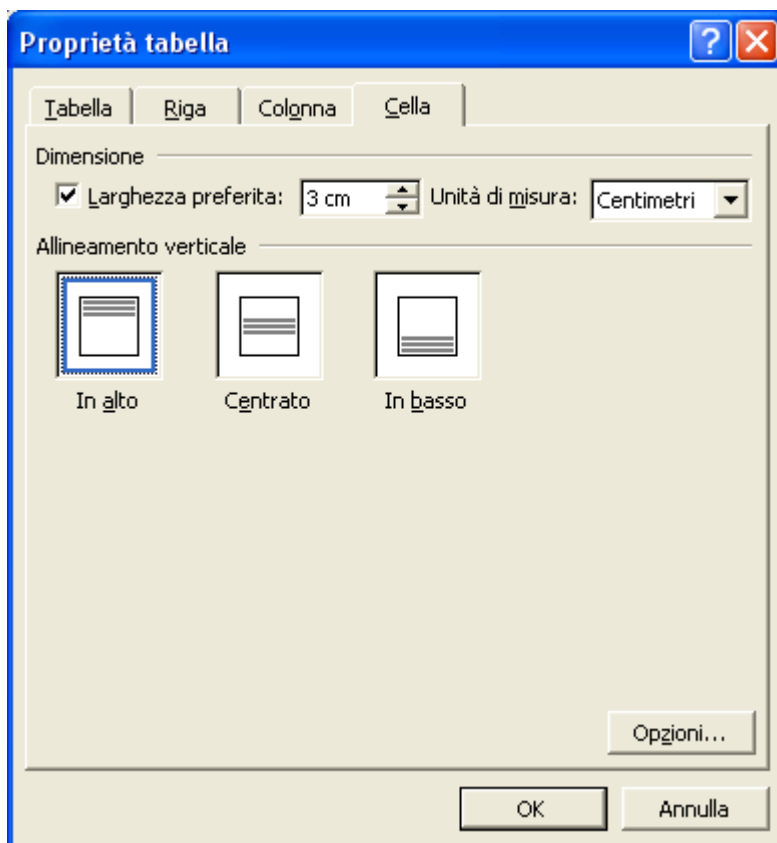 Proprietà tabella
Tabella Riga Colonna Cella
Dimensione
Larghezza preferita: 3 cm Unità di misura: Centimetri
Allineamento verticale
In alto Centrato In basso
Opzioni...
OK Annulla